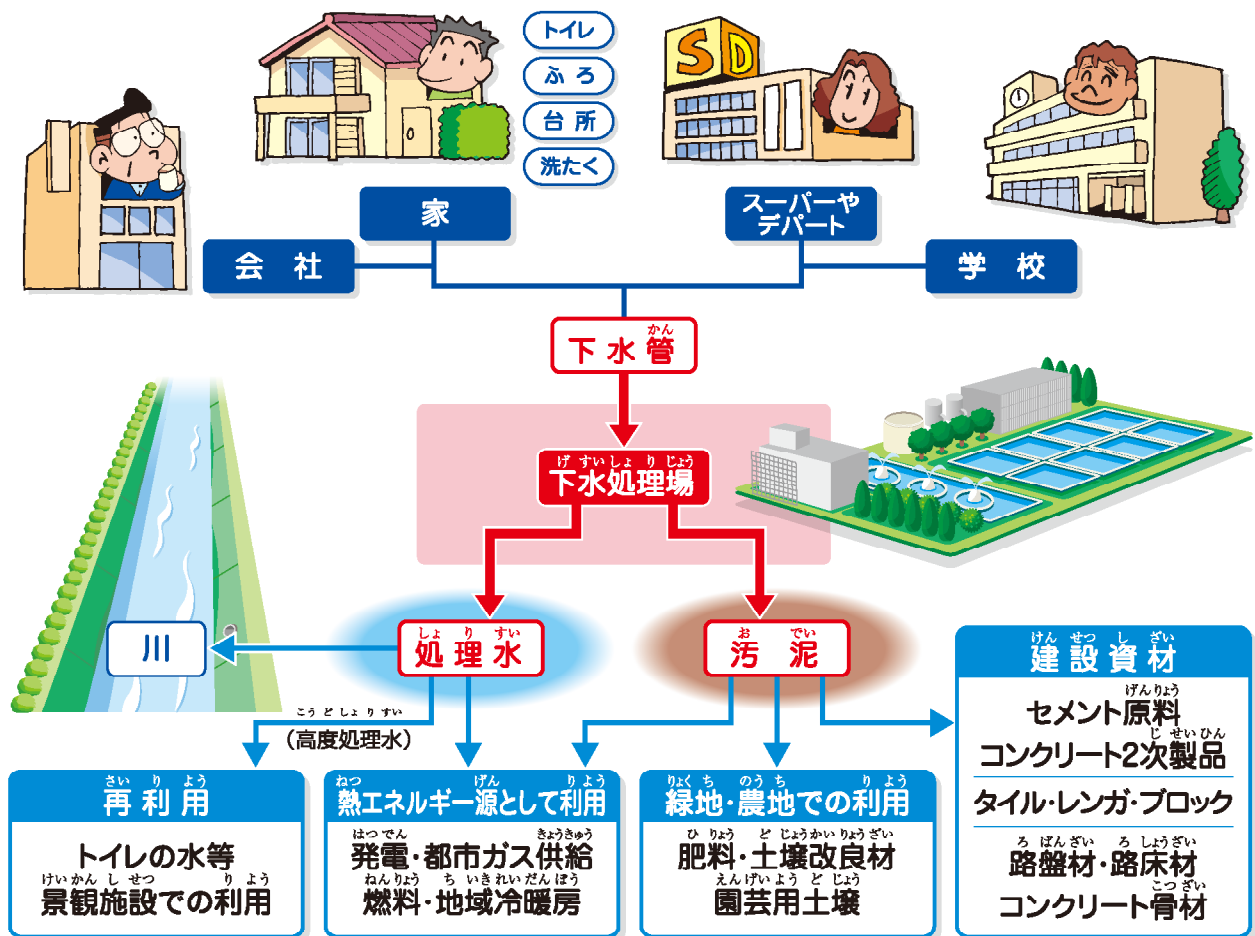 トイレ
ふろ
台所
洗たく
SD
家
スーパーや
デパート
会社
学校
かん
下水管
げすいしょりじょう
下水処理場
しょりすい
処理水
おでい
汚泥
川
こうどしょりすい
(高度処理水)
さいりよう
再利用
トイレの水等
けいかんしせつ りよう
景観施設での利用
ねつ げん りよう
熱エネルギー源として利用
はつでん きょうきゅう
発電・都市ガス供給
ねんりょう ちいきれいだんぼう
燃料・地域冷暖房
りょくち のうち りよう
緑地・農地での利用
ひりょう どじょうかいりょうざい
肥料・土壌改良材
えんげいようどじょう
園芸用土壌
けんせつしざい
建設資材
げんりょう
セメント原料
じせいひん
コンクリート2次製品
タイル・レンガ・ブロック
ろばんざい ろしょうざい
路盤材・路床材
こつざい
コンクリート骨材